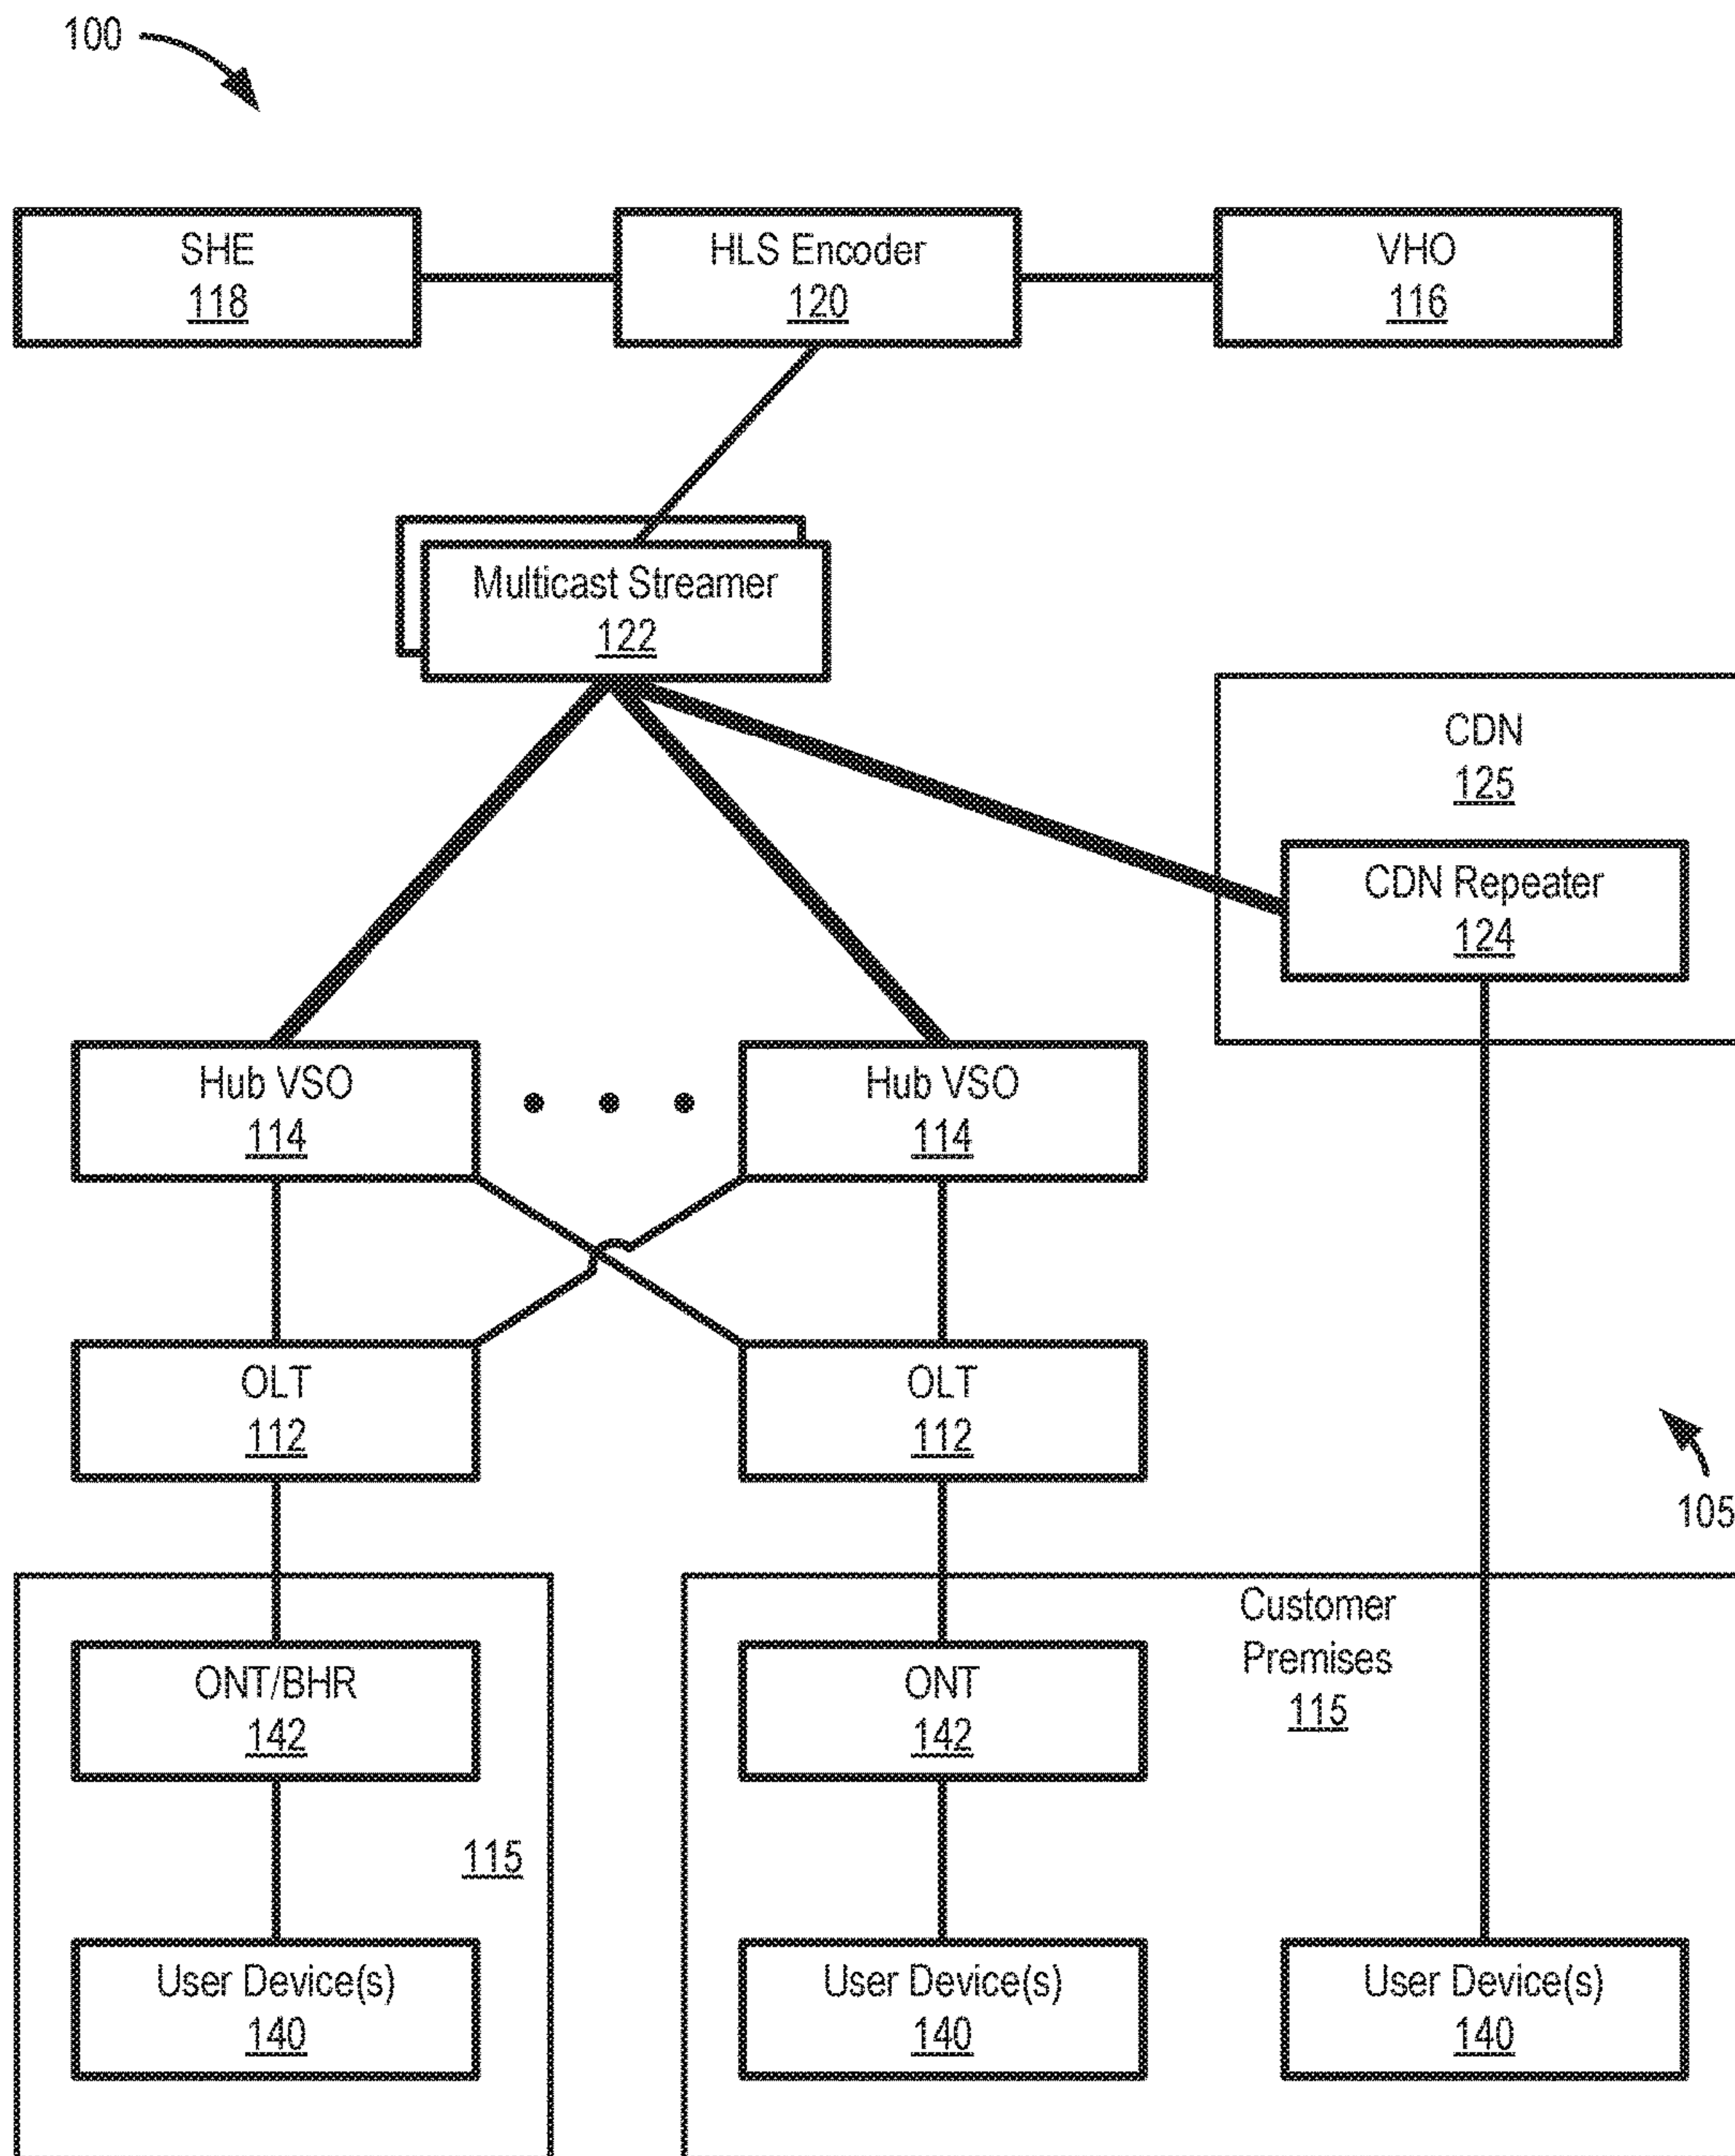 100
SHE
118
HLS Encoder
120
VHO
116
Multicast Streamer
122
CDN
125
CDN Repeater
124
Hub VSO
114
Hub VSO
114
OLT
112
OLT
112
105
Customer
Premises
115
ONT/BHR
142
ONT
142
115
User Device(s)
140
User Device(s)
140
User Device(s)
140